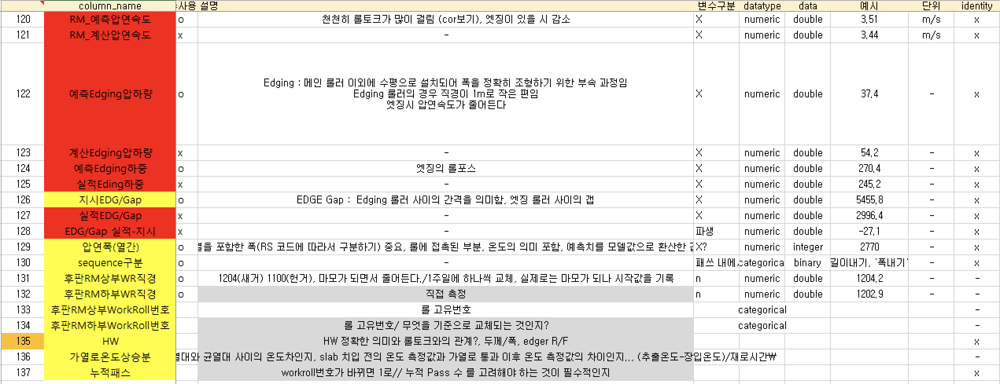 column_name 사용 설명 변수구분 datatype data 예시 단위 identity
120 RM_예측압연속도 o 천천히 롤토크가 많이 걸림 (cor보기), 엣징이 있을 시 감소 X numeric double 3.51 m/s x
121 RM_계산압연속도 x - X numeric double 3.44 m/s x
Edging : 메인 롤러 이외에 수평으로 설치되어 폭을 정확히 조형하기 위한 부속 과정임
122 예측Edging압하량 o Edging 롤러의 경우 직경이 1m로 작은 편임 X numeric double 37.4 - x
엣징시 압연속도가 줄어든다
123 계산Edging압하량 x - X numeric double 54.2 - x
124 예측Edging하중 o 엣징의 롤포스 X numeric double 270.4 - x
125 실적Eding하중 x - X numeric double 245.2 - x
126 지시EDG/Gap o EDGE Gap : Edging 롤러 사이의 간격을 의미함, 엣징 롤러 사이의 갭 X numeric double 5455.8 - x
127 실적EDG/Gap x - X numeric double 2996.4 - x
128 EDG/Gap 실적-지시 x - 파생 numeric double -27.1 - x
129 압연폭(열간) o 포함한 폭(RS 코드에 따라서 구분하기) 중요, 롤에 접촉된 부분, 온도의 의미 포함, 예측치를 모델값으로 환산한 X? numeric integer 2770 - x
130 sequence구분 o - 패쓰 내에 categorica binary 길이내기, '폭내기' - x
131 후판RM상부WR직경 o 1204(새거) 1100(헌거), 마모가 되면서 줄어든다./1주일에 하나씩 교체, 실제로는 마모가 되나 시작값을 기록 n numeric double 1204.2 - -
132 후판RM하부WR직경 o 직접 측정 n numeric double 1202.9 - -
133 후판RM상부WorkRoll번호 롤 고유번호 categorical -
134 후판RM하부WorkRoll번호 롤 고유번호/ 무엇을 기준으로 교체되는 것인지? categorical -
135 HW HW 정확한 의미와 롤토크와의 관계?, 두께/폭, edger R/F x
136 가열로온도상승분 균열대 사이의 온도차인지, slab 치입 전의 온도 측정값과 가열로 통과 이후 온도 측정값의 차이인지... (추출온도-장입온도)/재로시간₩ -
137 누적패스 workroll번호가 바뀌면 1로// 누적 Pass 수 를 고려해야 하는 것이 필수적인지 x